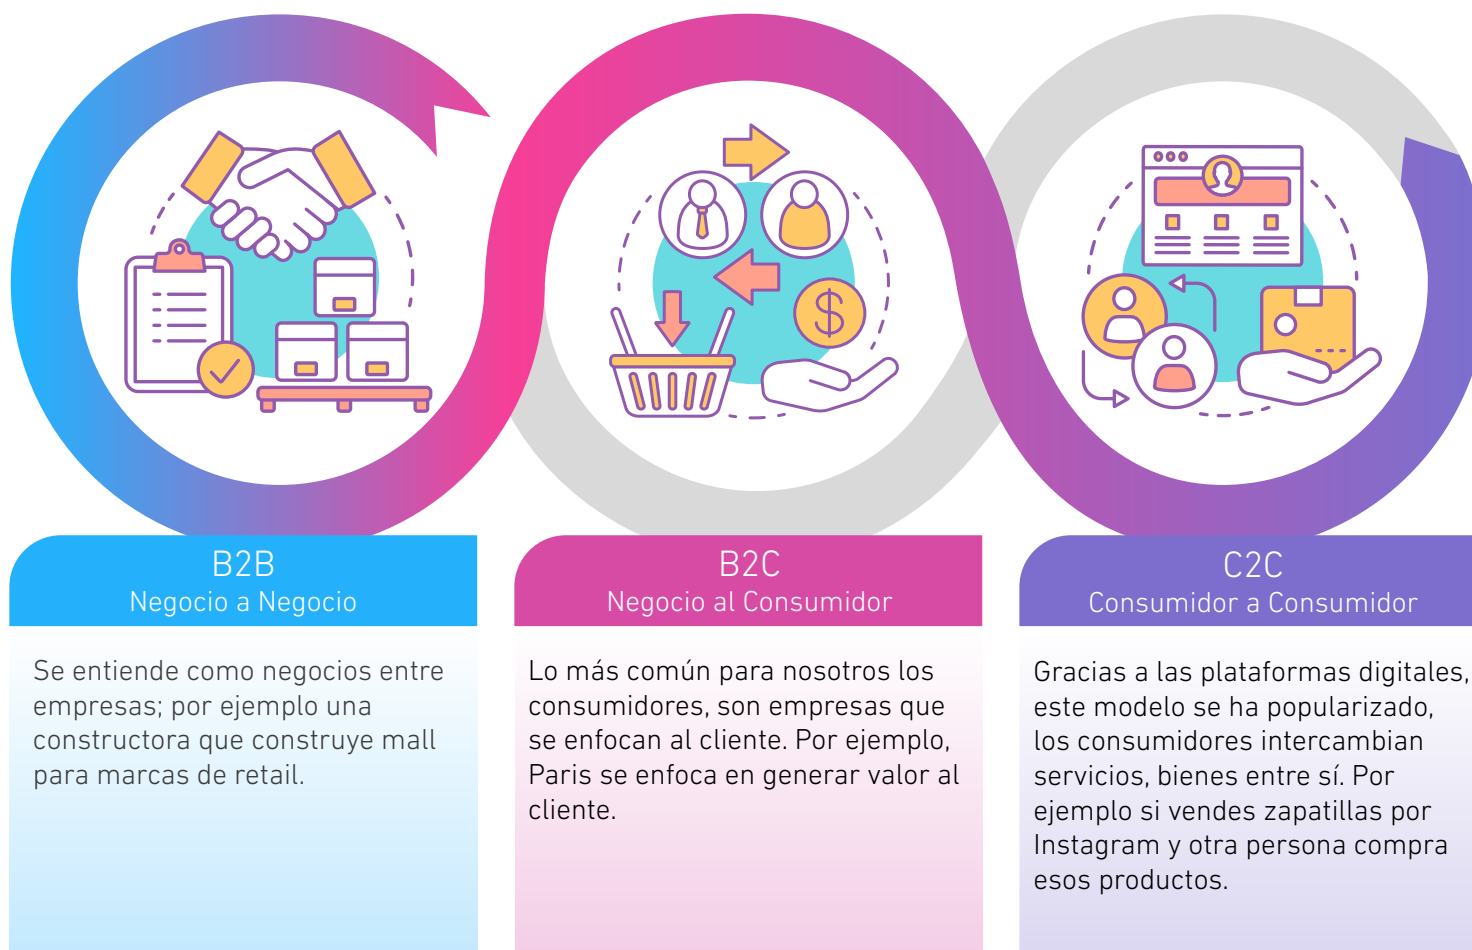 B2B
Negocio a Negocio
Se entiende como negocios entre
empresas; por ejemplo una
constructora que construye mall
para marcas de retail.
B2C
Negocio al Consumidor
Lo más común para nosotros los
consumidores, son empresas que
se enfocan al cliente. Por ejemplo,
Paris se enfoca en generar valor al
cliente.
C2C
Consumidor a Consumidor
Gracias a las plataformas digitales,
este modelo se ha popularizado,
los consumidores intercambian
servicios, bienes entre sí. Por
ejemplo si vendes zapatillas por
Instagram y otra persona compra
esos productos.